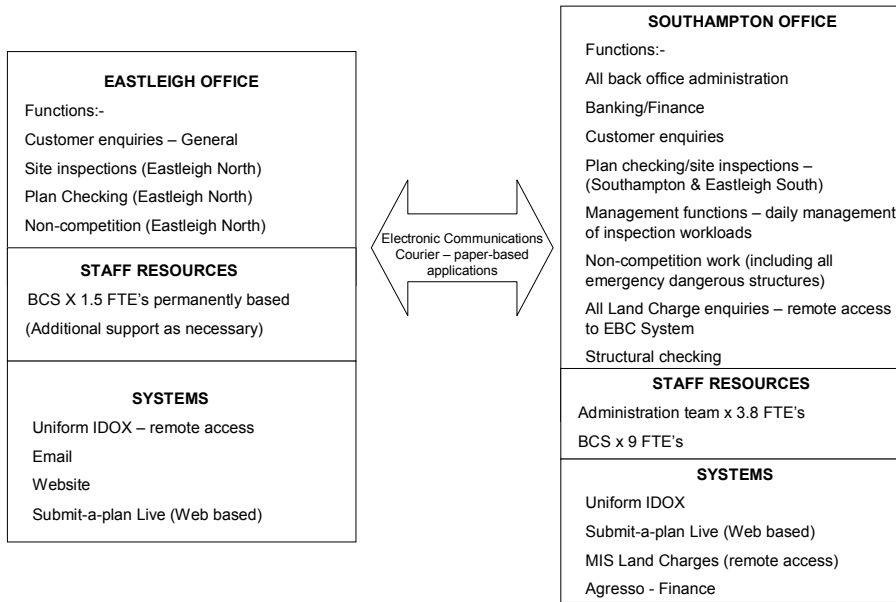 EASTLEIGH OFFICE
Functions:-
Customer enquiries – General
Site inspections (Eastleigh North)
Plan Checking (Eastleigh North)
Non-competition (Eastleigh North)
STAFF RESOURCES
BCS X 1.5 FTE's permanently based
(Additional support as necessary)
SYSTEMS
Uniform IDOX – remote access
Email
Website
Submit-a-plan Live (Web based)
Electronic Communications
Courier – paper-based
applications
SOUTHAMPTON OFFICE
Functions:-
All back office administration
Banking/Finance
Customer enquiries
Plan checking/site inspections –
(Southampton & Eastleigh South)
Management functions – daily management
of inspection workloads
Non-competition work (including all
emergency dangerous structures)
All Land Charge enquiries – remote access
to EBC System
Structural checking
STAFF RESOURCES
Administration team x 3.8 FTE's
BCS x 9 FTE's
SYSTEMS
Uniform IDOX
Submit-a-plan Live (Web based)
MIS Land Charges (remote access)
Agresso - Finance